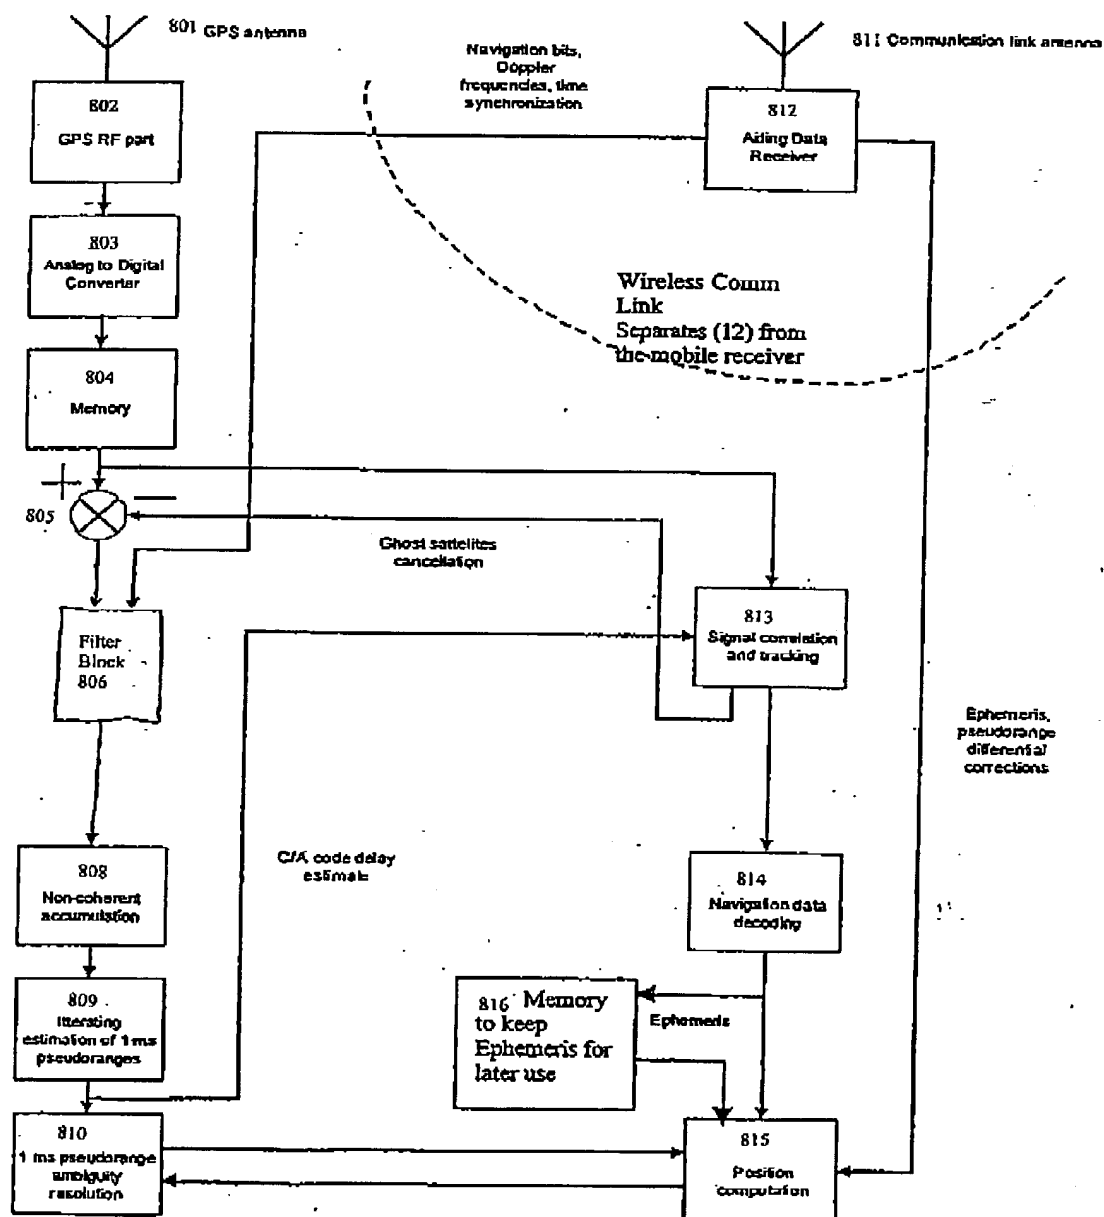 801 GPS antenna
811 Communication link antenna
Navigation bits,
Doppler
frequencies, time
synchronization
802
GPS RF part
812
Aiding Data
Receiver
803
Analog to Digital
Converter
Wireless Comm
Link
Separates (12) from
the mobile receiver
804
Memory
+
—
805
Ghost sattelites
cancellation
813
Signal correlation
and tracking
Filter
Block
806
Ephemeris,
pseudorange
differential
corrections
C/A code delay
estimate
808
Non-coherent
accumulation
814
Navigation data
decoding
809
Itterating
estimation of 1 ms
pseudoranges
816 Memory
to keep
Ephemeris for
later use
Ephemeris
810
1 ms pseudorange
ambiguity
resolution
815
Position
computation